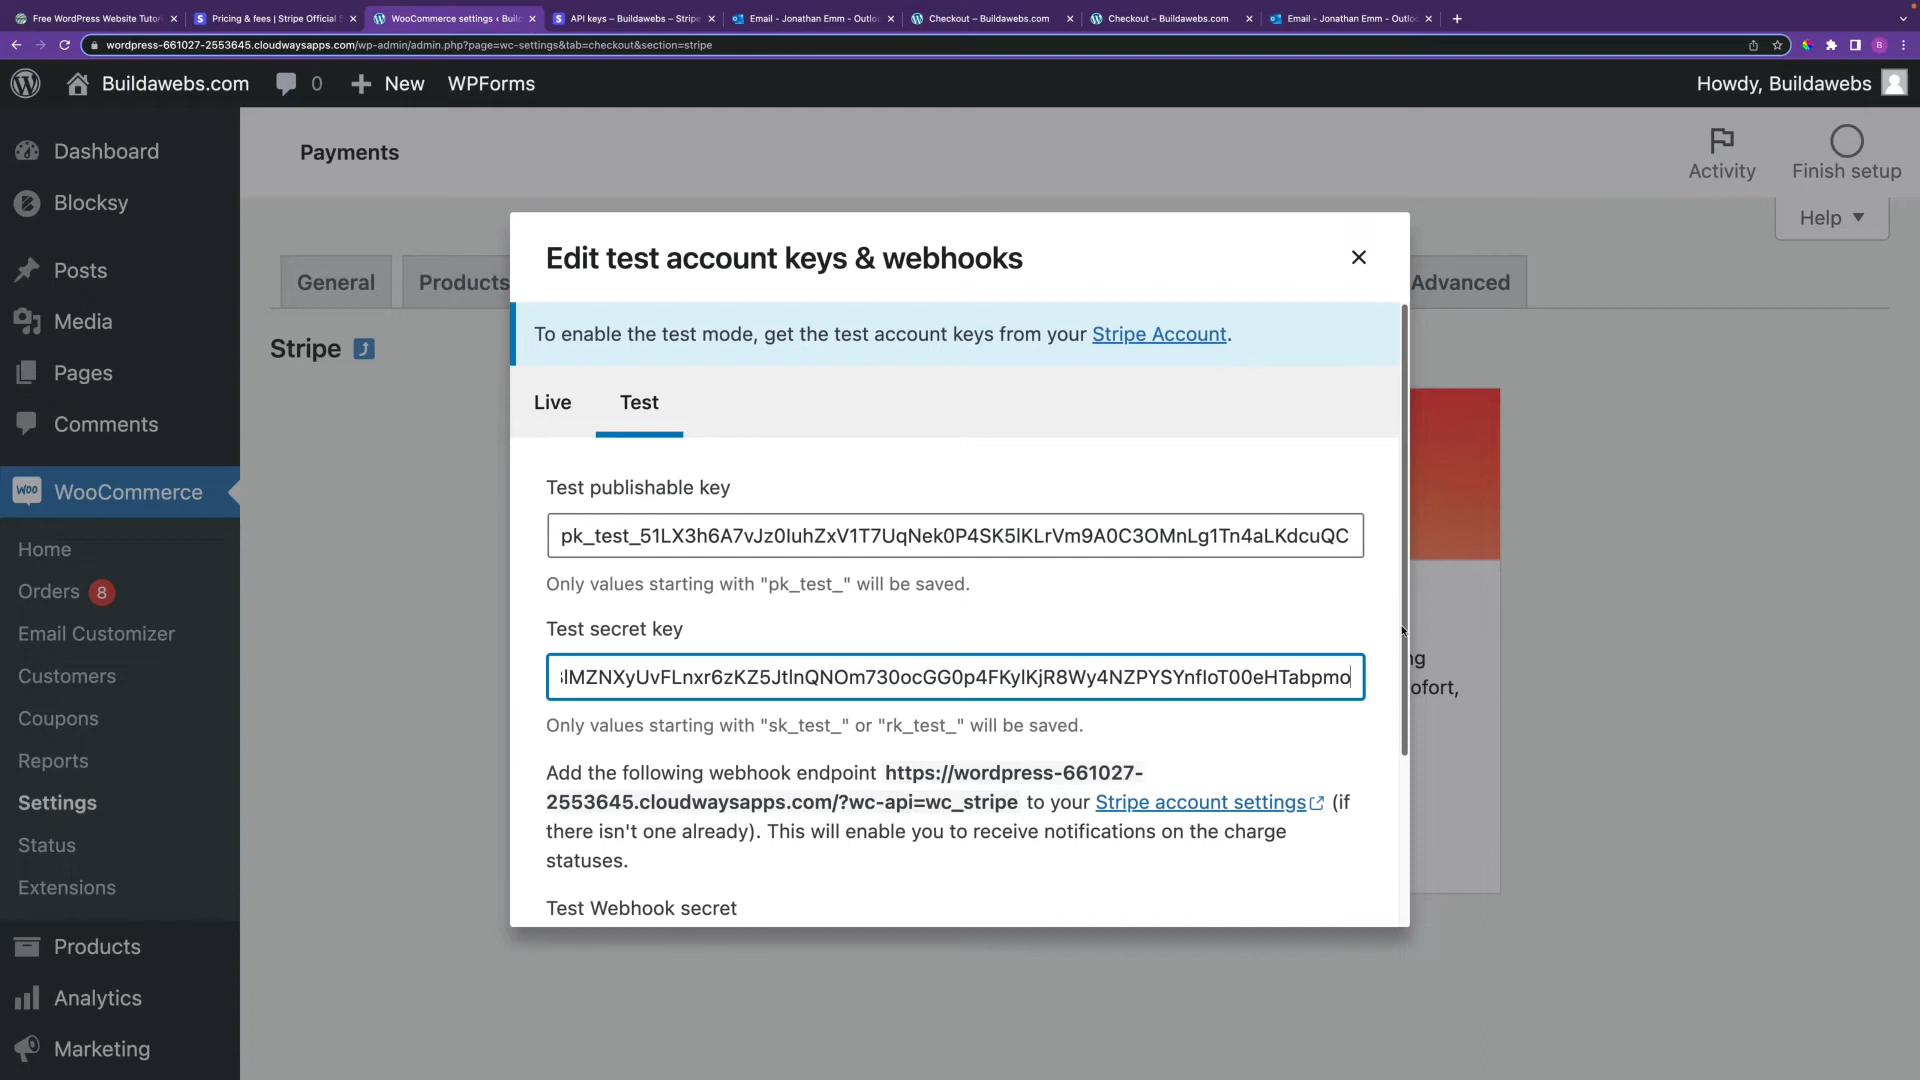 Free WordPress Website Tutori
Pricing & fees | Stripe Official
WooCommerce settings ‹ Build
API keys – Buildawebs – Stripe
Email - Jonathan Emm - Outlo
Checkout – Buildawebs.com
Checkout – Buildawebs.com
Email - Jonathan Emm - Outlo
wordpress-661027-2553645.cloudwaysapps.com/wp-admin/admin.php?page=wc-settings&tab=checkout&section=stripe
B
Buildawebs.com
0
New
WPForms
Howdy, Buildawebs
Dashboard
Blocksy
Posts
Media
Pages
Comments
WooCommerce
Home
Orders 8
Email Customizer
Customers
Coupons
Reports
Settings
Status
Extensions
Products
Analytics
Marketing
Payments
Activity
Finish setup
Help
General
Products
Advanced
Stripe
Edit test account keys & webhooks
To enable the test mode, get the test account keys from your Stripe Account.
Live
Test
Test publishable key
pk_test_51LX3h6A7vJz0IuhZxV1T7UqNek0P4SK5lKLrVm9A0C3OMnLg1Tn4aLKdcuQC
Only values starting with "pk_test_" will be saved.
Test secret key
lMZNXyUvFLnxr6zKZ5JtlnQNOm730ocGG0p4FKylKjR8Wy4NZPYSYnfIoT00eHTabpmo
Only values starting with "sk_test_" or "rk_test_" will be saved.
Add the following webhook endpoint https://wordpress-661027-
2553645.cloudwaysapps.com/?wc-api=wc_stripe to your Stripe account settings (if
there isn't one already). This will enable you to receive notifications on the charge
statuses.
Test Webhook secret
ng
ofort,